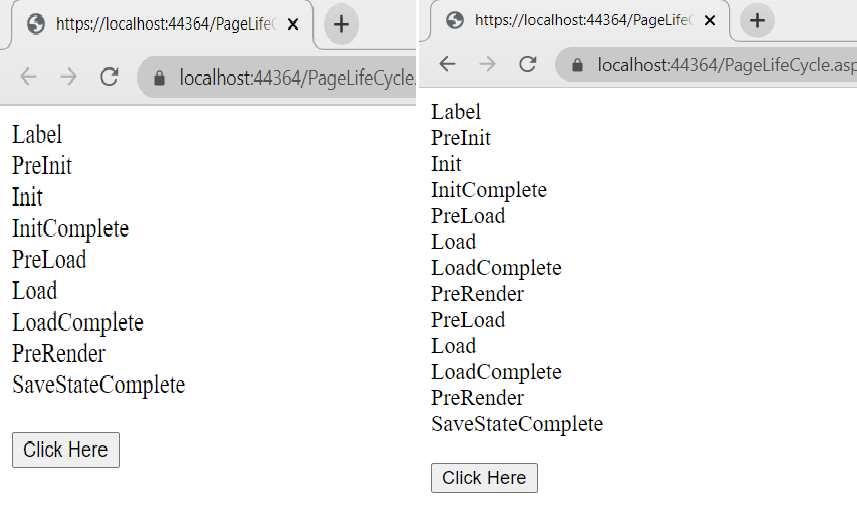 https://localhost:44364/PageLifeC
localhost:44364/PageLifeCycle.
Label
PreInit
Init
InitComplete
PreLoad
Load
LoadComplete
PreRender
SaveStateComplete
Click Here
https://localhost:44364/PageLifeC
localhost:44364/PageLifeCycle.asp
Label
PreInit
Init
InitComplete
PreLoad
Load
LoadComplete
PreRender
PreLoad
Load
LoadComplete
PreRender
SaveStateComplete
Click Here